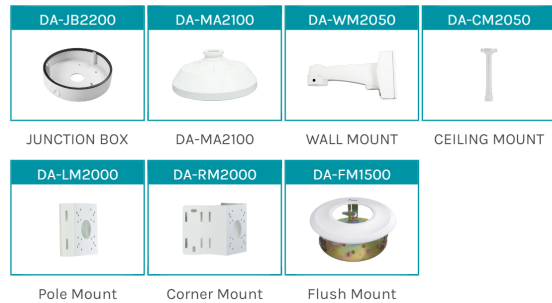 DA-JB2200 DA-MA2100 DA-WM2050 DA-CM2050
JUNCTION BOX DA-MA2100 WALL MOUNT CEILING MOUNT
DA-LM2000 DA-RM2000 DA-FM1500
Pole Mount Corner Mount Flush Mount